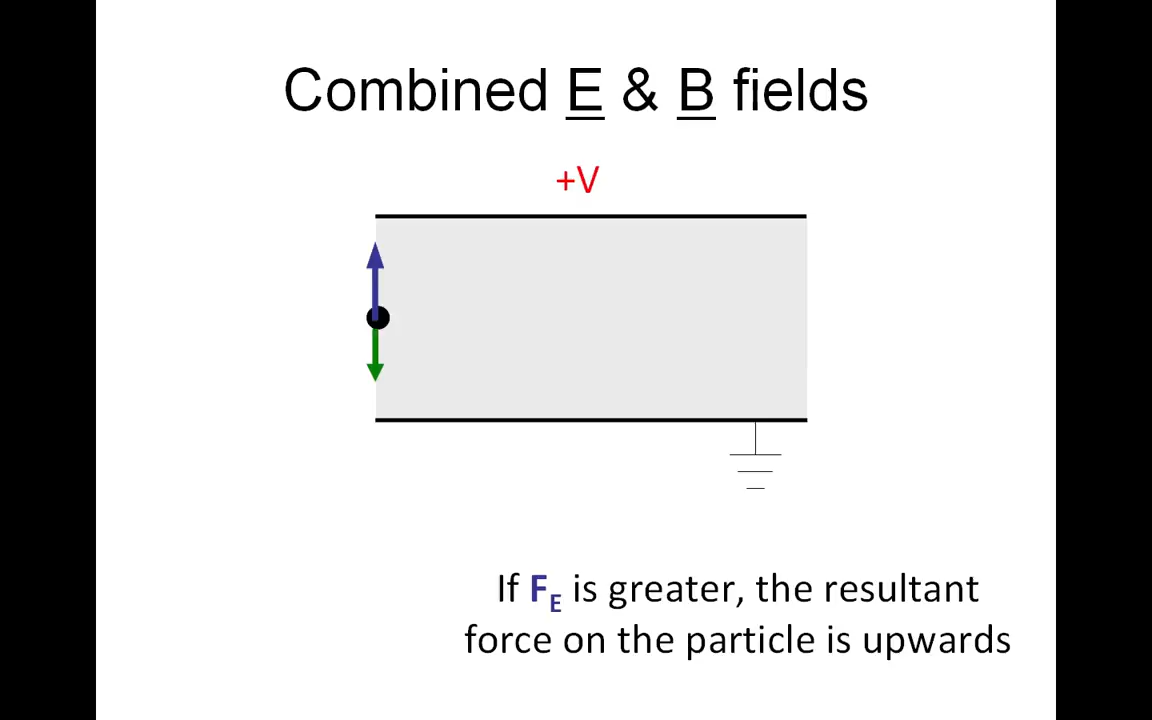 Combined E & B fields
+V
If FE is greater, the resultant
force on the particle is upwards